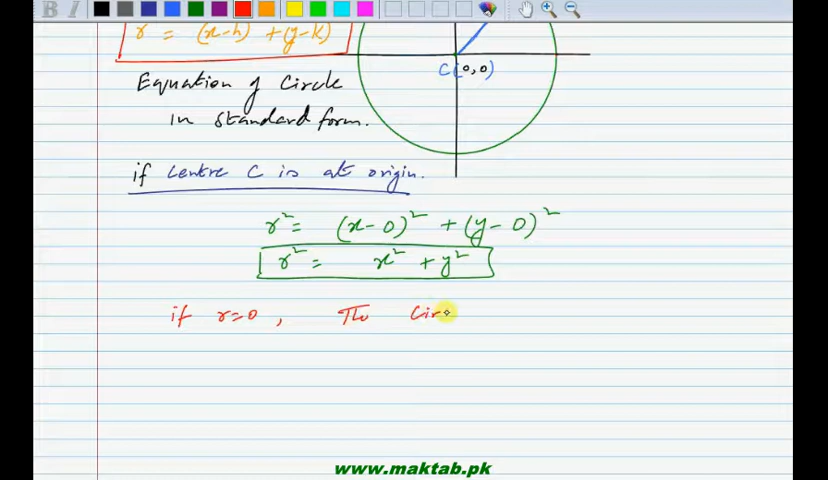 B I U
r = (x-h) + (y-k)
C(0,0)
Equation of Circle
in standard form.
if centre C is at origin.
r² = (x-0)² + (y-0)²
r² = x² + y²
if r=0, The Cir
www.maktab.pk